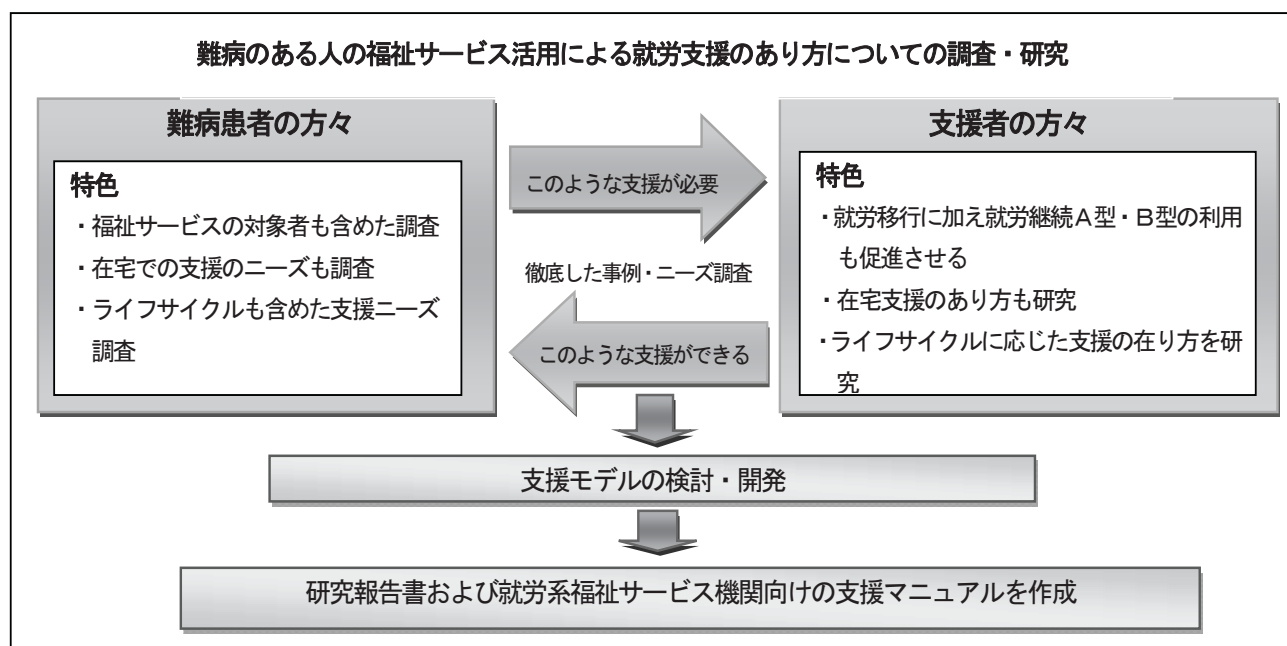 難病のある人の福祉サービス活用による就労支援のあり方についての調査・研究
難病患者の方々
特色
・福祉サービスの対象者も含めた調査
・在宅での支援のニーズも調査
・ライフサイクルも含めた支援ニーズ
調査
このような支援が必要
徹底した事例・ニーズ調査
このような支援ができる
支援者の方々
特色
・就労移行に加え就労継続A型・B型の利用
も促進させる
・在宅支援のあり方も研究
・ライフサイクルに応じた支援の在り方を研
究
支援モデルの検討・開発
研究報告書および就労系福祉サービス機関向けの支援マニュアルを作成